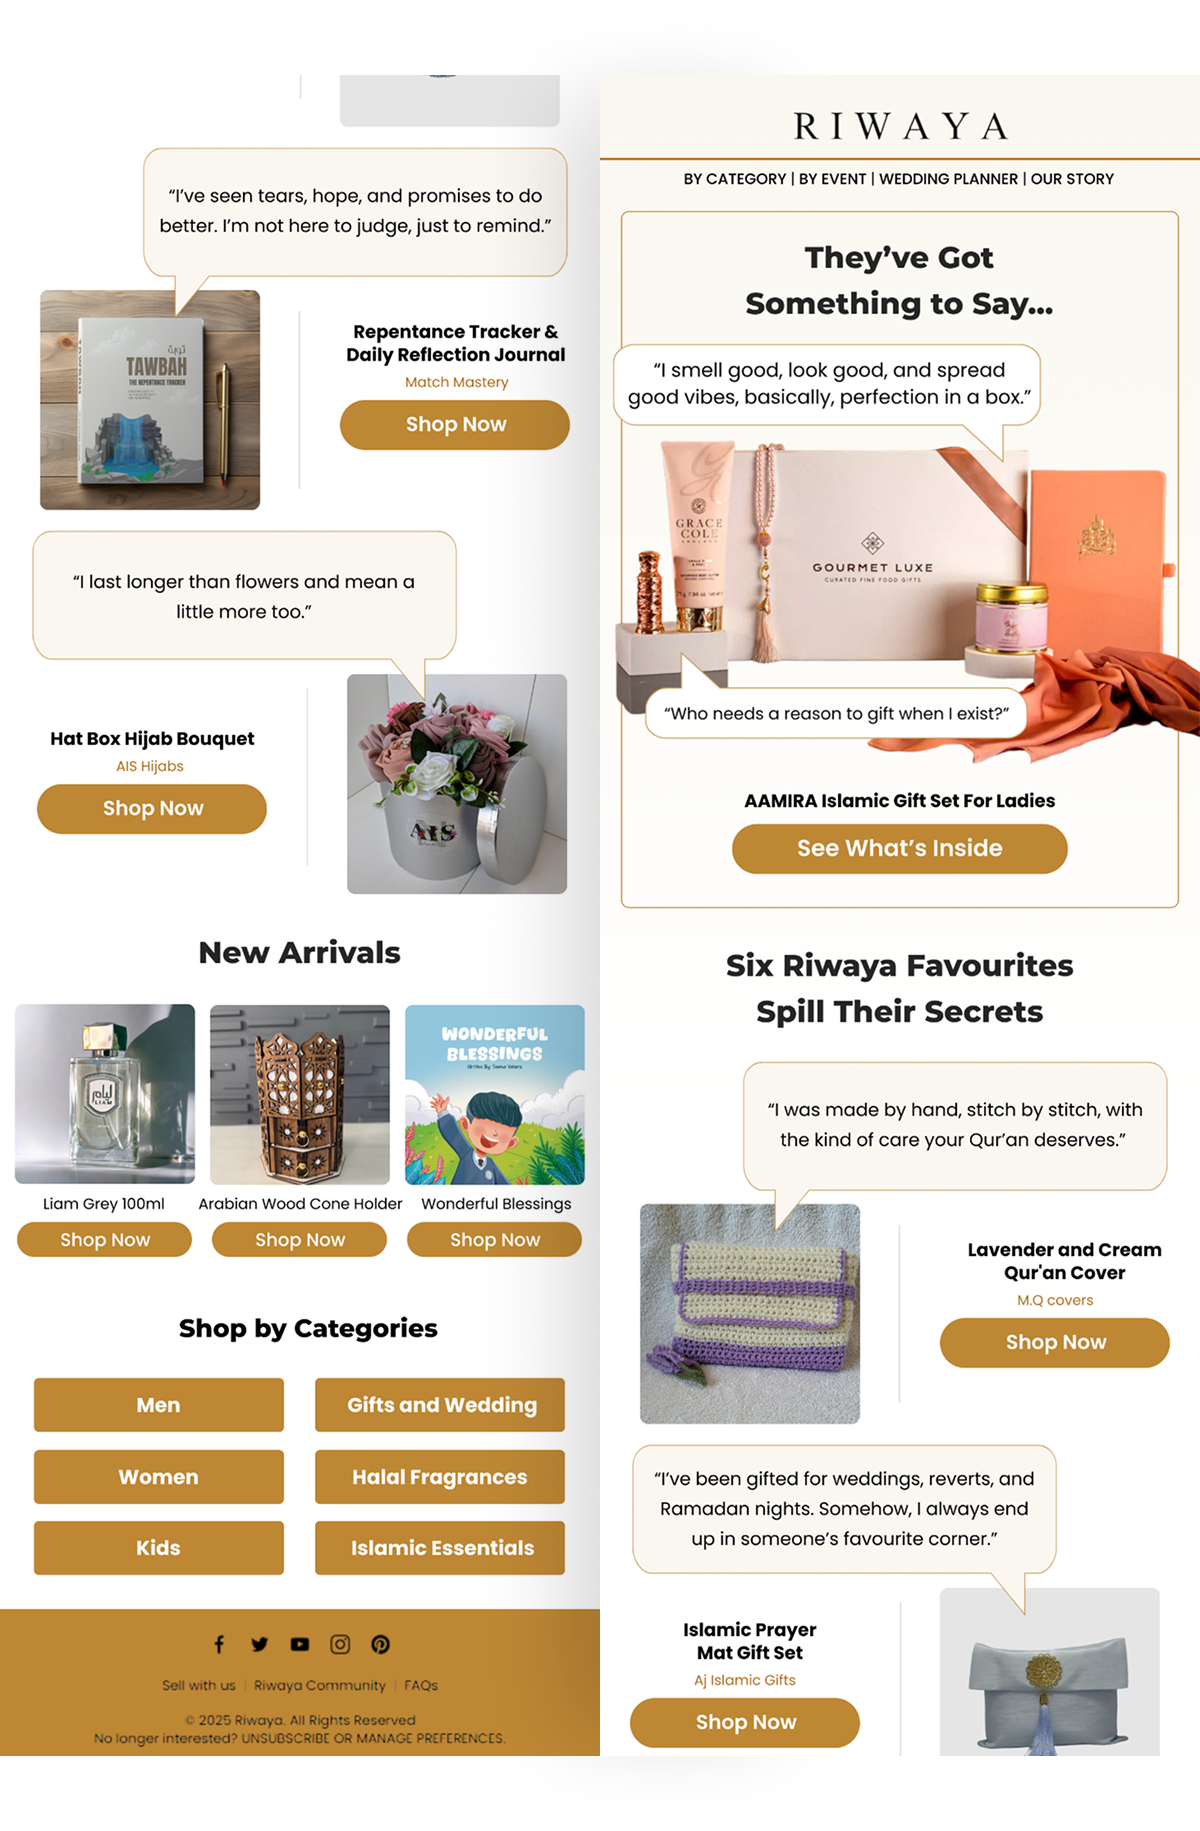 “I’ve seen tears, hope, and promises to do
better. I’m not here to judge, just to remind.”
توبة
TAWBAH
THE REPENTANCE TRACKER
TAWBAH
Repentance Tracker &
Daily Reflection Journal
Match Mastery
Shop Now
“I last longer than flowers and mean a
little more too.”
Hat Box Hijab Bouquet
AIS Hijabs
Shop Now
AIS
New Arrivals
WONDERFUL
BLESSINGS
ليام
LIAM
Liam Grey 100ml
Arabian Wood Cone Holder
Wonderful Blessings
Shop Now
Shop Now
Shop Now
Shop by Categories
Men
Gifts and Wedding
Women
Halal Fragrances
Kids
Islamic Essentials
Sell with us | Riwaya Community | FAQs
© 2025 Riwaya. All Rights Reserved
No longer interested? UNSUBSCRIBE OR MANAGE PREFERENCES.
RIWAYA
BY CATEGORY | BY EVENT | WEDDING PLANNER | OUR STORY
They’ve Got
Something to Say...
“I smell good, look good, and spread
good vibes, basically, perfection in a box.”
GRACE
COLE
GOURMET LUXE
CURATED FINE FOOD GIFTS
“Who needs a reason to gift when I exist?”
AAMIRA Islamic Gift Set For Ladies
See What’s Inside
Six Riwaya Favourites
Spill Their Secrets
“I was made by hand, stitch by stitch, with
the kind of care your Qur’an deserves.”
Lavender and Cream
Qur'an Cover
M.Q covers
Shop Now
“I’ve been gifted for weddings, reverts, and
Ramadan nights. Somehow, I always end
up in someone’s favourite corner.”
Islamic Prayer
Mat Gift Set
Aj Islamic Gifts
Shop Now